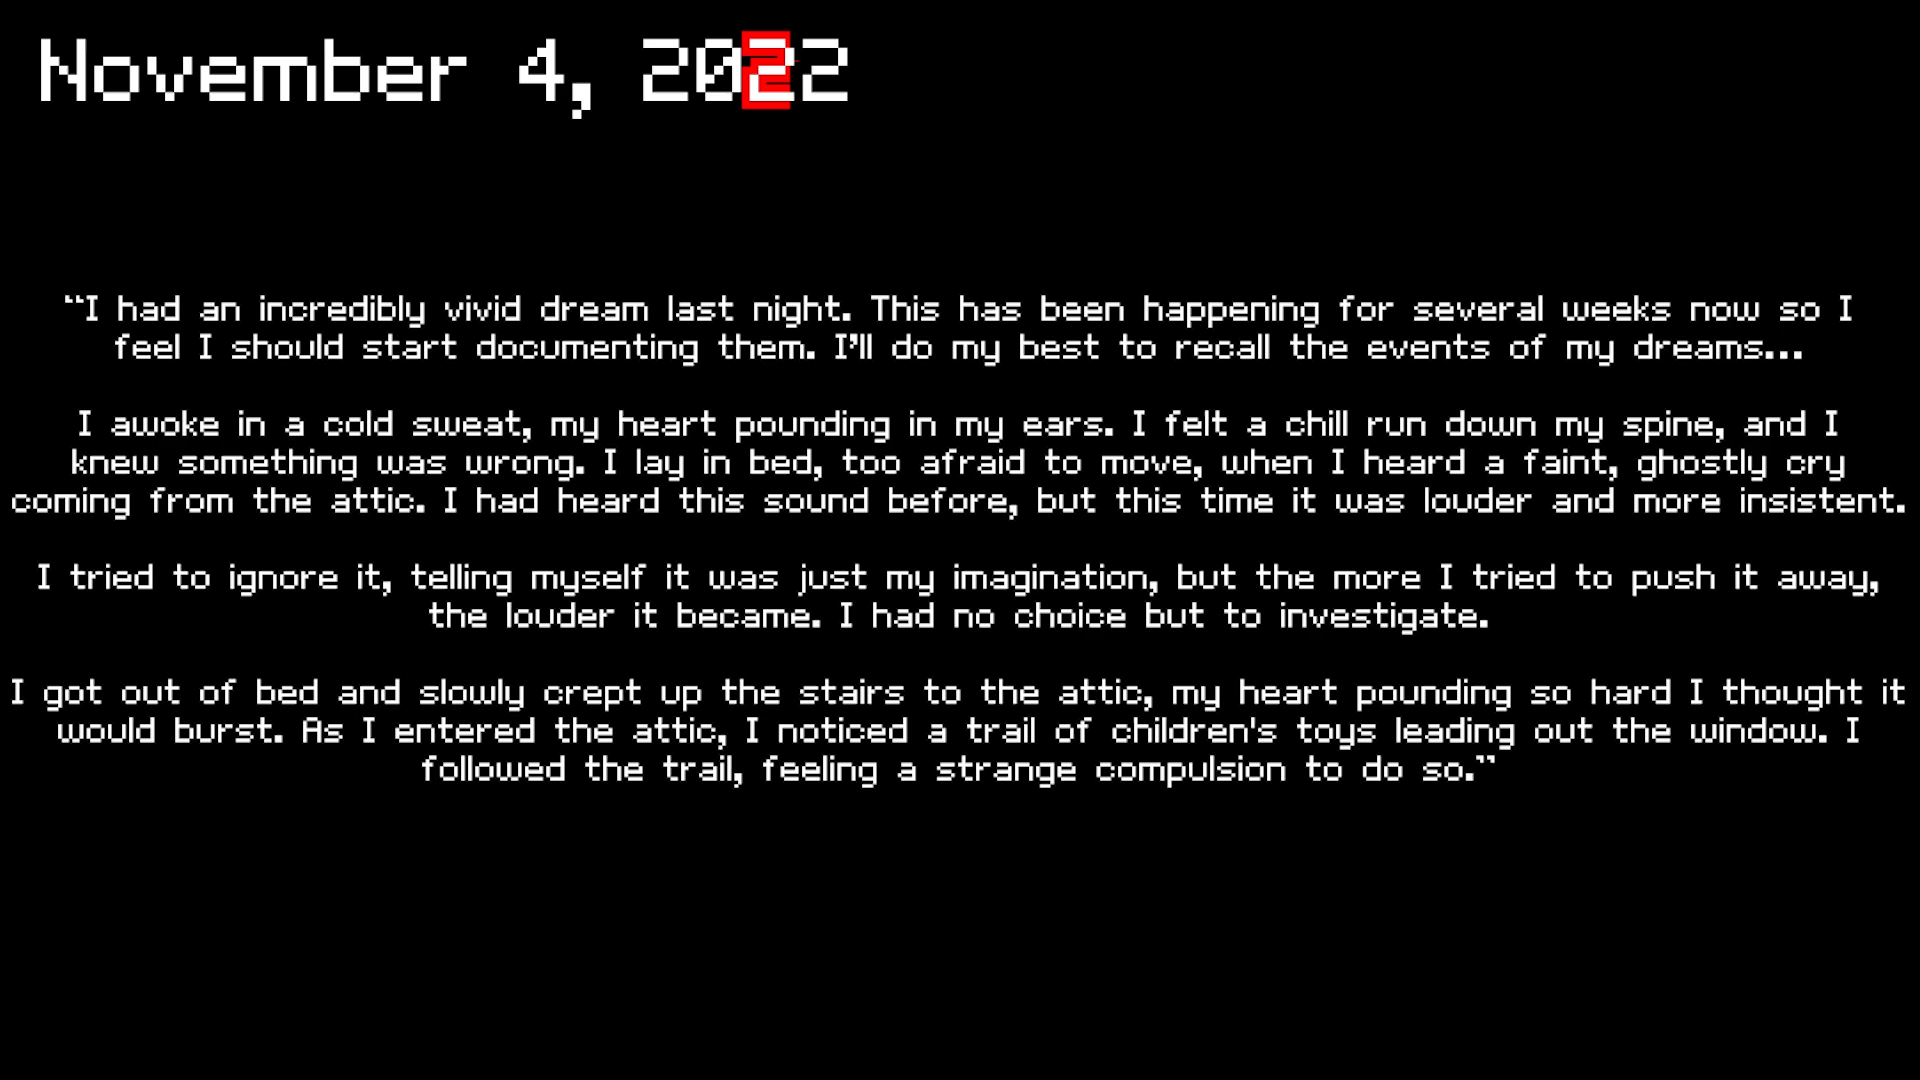 November 4, 2022
“I had an incredibly vivid dream last night. This has been happening for several weeks now so I
feel I should start documenting them. I’ll do my best to recall the events of my dreams...
I awoke in a cold sweat, my heart pounding in my ears. I felt a chill run down my spine, and I
knew something was wrong. I lay in bed, too afraid to move, when I heard a faint, ghostly cry
coming from the attic. I had heard this sound before, but this time it was louder and more insistent.
I tried to ignore it, telling myself it was just my imagination, but the more I tried to push it away,
the louder it became. I had no choice but to investigate.
I got out of bed and slowly crept up the stairs to the attic, my heart pounding so hard I thought it
would burst. As I entered the attic, I noticed a trail of children's toys leading out the window. I
followed the trail, feeling a strange compulsion to do so.”